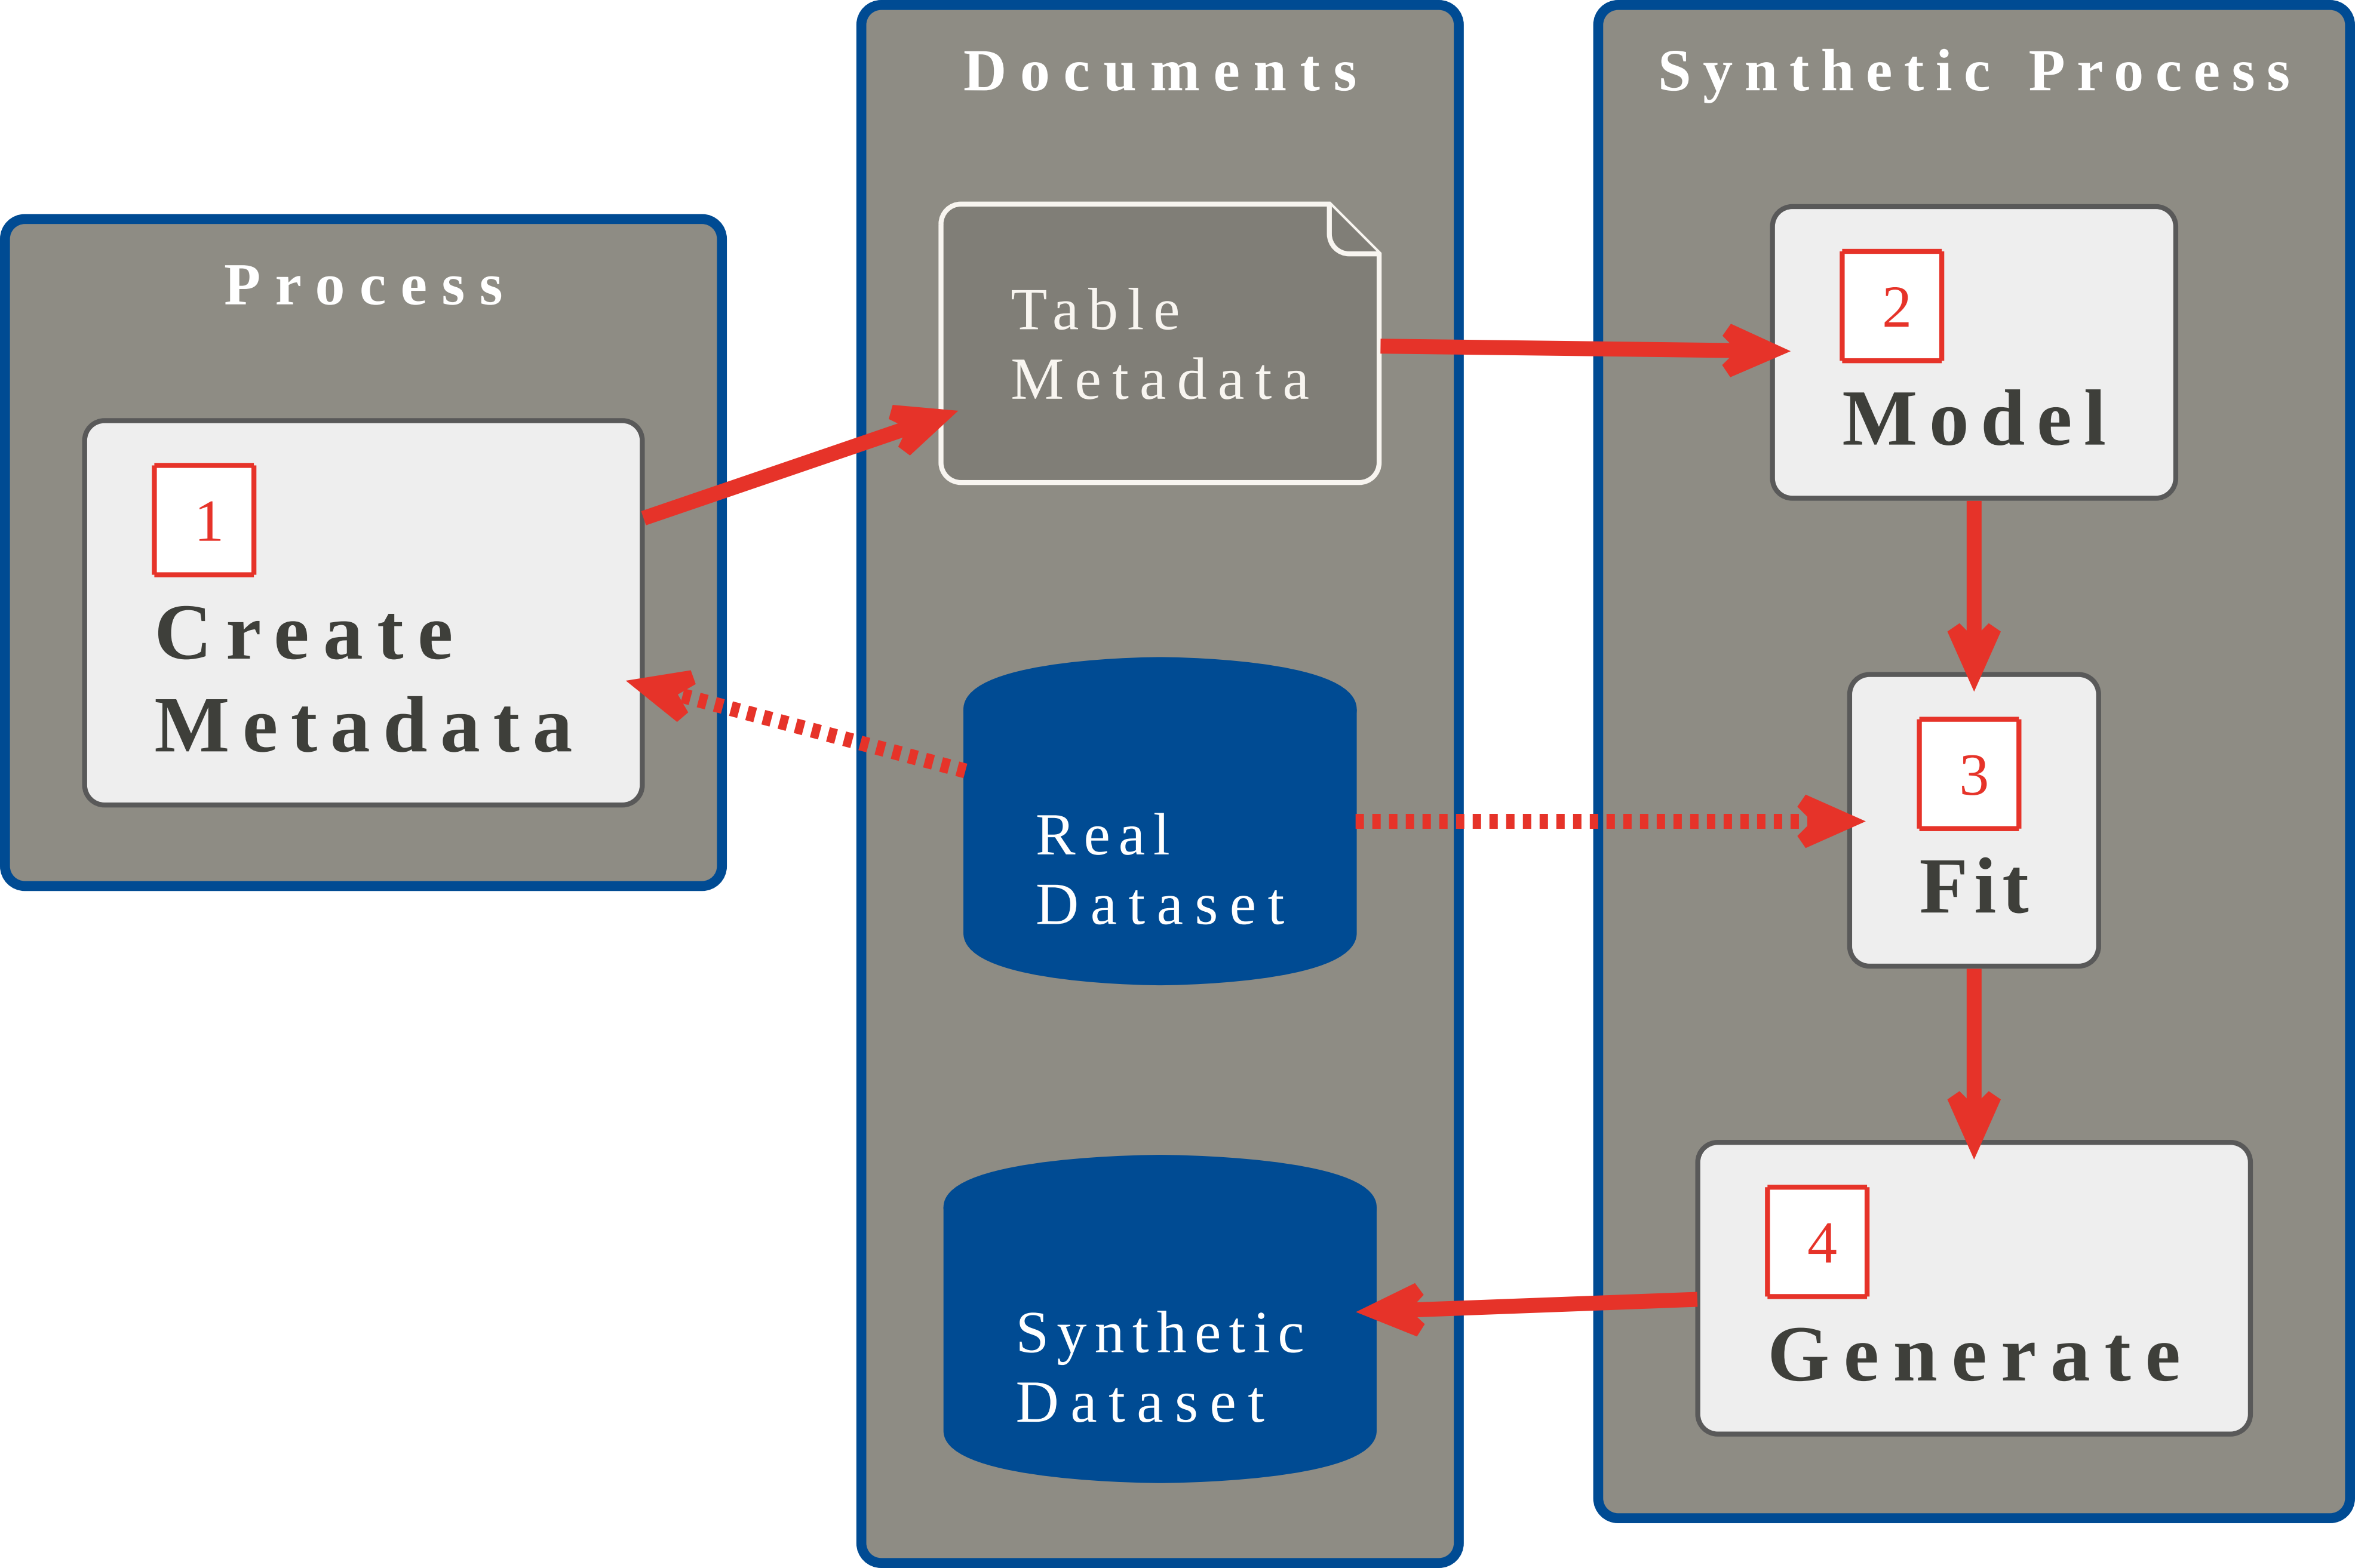 Process
1
Create
Metadata
Documents
Table
Metadata
Real
Dataset
Synthetic
Dataset
Synthetic Process
2
Model
3
Fit
4
Generate